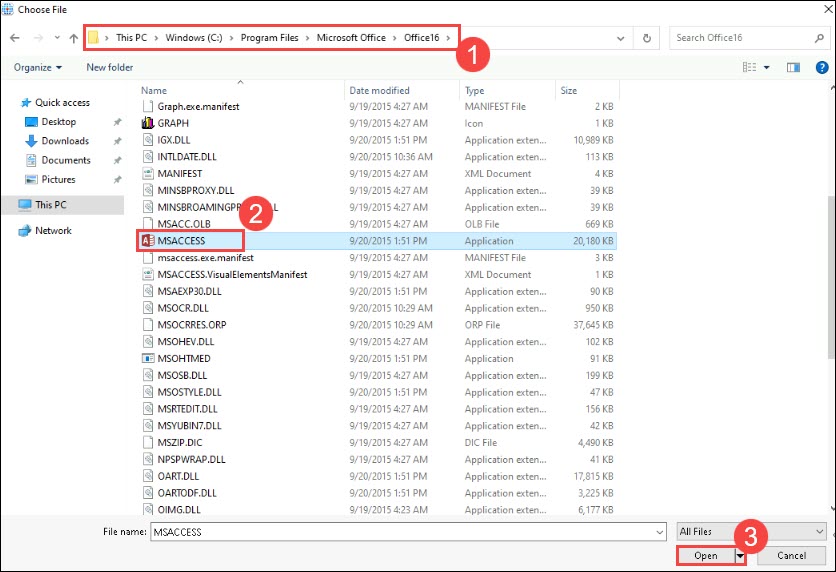 Choose File
This PC > Windows (C:) > Program Files > Microsoft Office > Office16 >
Search Office16
1
Organize
New folder
Quick access
Desktop
Downloads
Documents
Pictures
This PC
Network
Name Date modified Type Size
Graph.exe.manifest 9/19/2015 4:27 AM MANIFEST File 2 KB
GRAPH 9/19/2015 4:27 AM Icon 1 KB
IGX.DLL 9/20/2015 1:51 PM Application exten... 10,989 KB
INTLDATE.DLL 9/20/2015 10:36 AM Application exten... 113 KB
MANIFEST 9/19/2015 4:27 AM XML Document 4 KB
MINSBPROXY.DLL 9/19/2015 4:27 AM Application exten... 39 KB
9/19/2015 4:27 AM Application exten... 39 KB
2
MSACC.OLB 9/19/2015 4:27 AM OLB File 669 KB
MSACCESS 9/20/2015 1:51 PM Application 20,180 KB
msaccess.exe.manifest 9/19/2015 4:27 AM MANIFEST File 3 KB
MSACCESS.VisualElementsManifest 9/19/2015 4:27 AM XML Document 1 KB
MSAEXP30.DLL 9/20/2015 1:51 PM Application exten... 90 KB
MSOCR.DLL 9/20/2015 10:29 AM Application exten... 950 KB
MSOCRRES.ORP 9/20/2015 10:29 AM ORP File 37,645 KB
MSOHEV.DLL 9/19/2015 4:27 AM Application exten... 102 KB
MSOHTMED 9/20/2015 1:51 PM Application 91 KB
MSOSB.DLL 9/19/2015 4:27 AM Application exten... 199 KB
MSOSTYLE.DLL 9/20/2015 1:51 PM Application exten... 47 KB
MSRTEDIT.DLL 9/19/2015 4:27 AM Application exten... 156 KB
MSYUBIN7.DLL 9/19/2015 4:27 AM Application exten... 42 KB
MSZIP.DIC 9/19/2015 4:27 AM DIC File 4,490 KB
NPSPWRAP.DLL 9/19/2015 4:27 AM Application exten... 41 KB
OART.DLL 9/20/2015 1:51 PM Application exten... 17,815 KB
OARTODF.DLL 9/20/2015 1:51 PM Application exten... 3,225 KB
OIMG.DLL 9/19/2015 4:23 AM Application exten... 6,177 KB
File name: MSACCESS
All Files
3
Open
Cancel